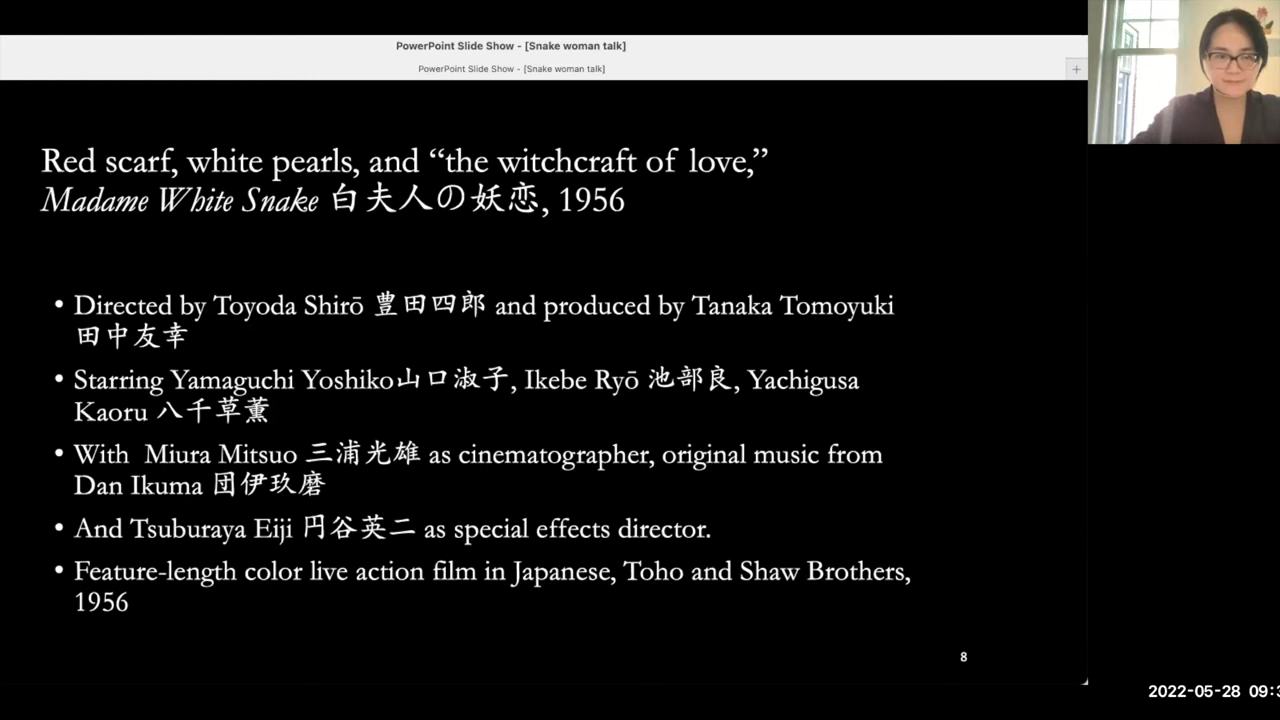 PowerPoint Slide Show - [Snake woman talk]
PowerPoint Slide Show - [Snake woman talk]
Red scarf, white pearls, and “the witchcraft of love,”
Madame White Snake 白夫人の妖恋, 1956
• Directed by Toyoda Shirō 豊田四郎 and produced by Tanaka Tomoyuki
田中友幸
• Starring Yamaguchi Yoshiko山口淑子, Ikebe Ryō 池部良, Yachigusa
Kaoru 八千草薫
• With Miura Mitsuo 三浦光雄 as cinematographer, original music from
Dan Ikuma 団伊玖磨
• And Tsuburaya Eiji 円谷英二 as special effects director.
• Feature-length color live action film in Japanese, Toho and Shaw Brothers,
1956
8
2022-05-28 09: